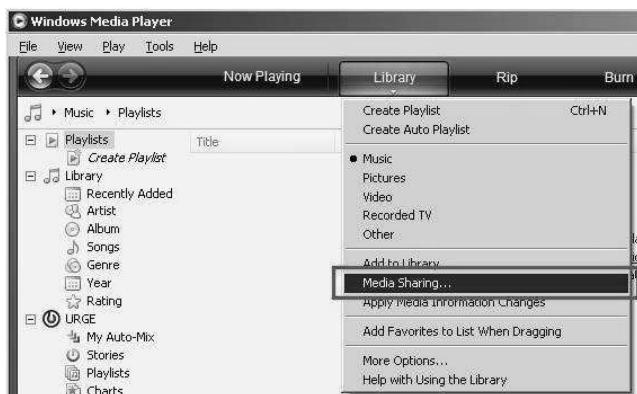 Windows Media Player
File View Play Tools Help
Now Playing Library Rip Burn
Music Playlists
Playlists Title
Create Playlist
Library
Recently Added
Artist
Album
Songs
Genre
Year
Rating
URGE
My Auto-Mix
Stories
Playlists
Charts
Create Playlist Ctrl+N
Create Auto Playlist
Music
Pictures
Video
Recorded TV
Other
Add to Library
Media Sharing...
Apply Media Information Changes
Add Favorites to List When Dragging
More Options...
Help with Using the Library